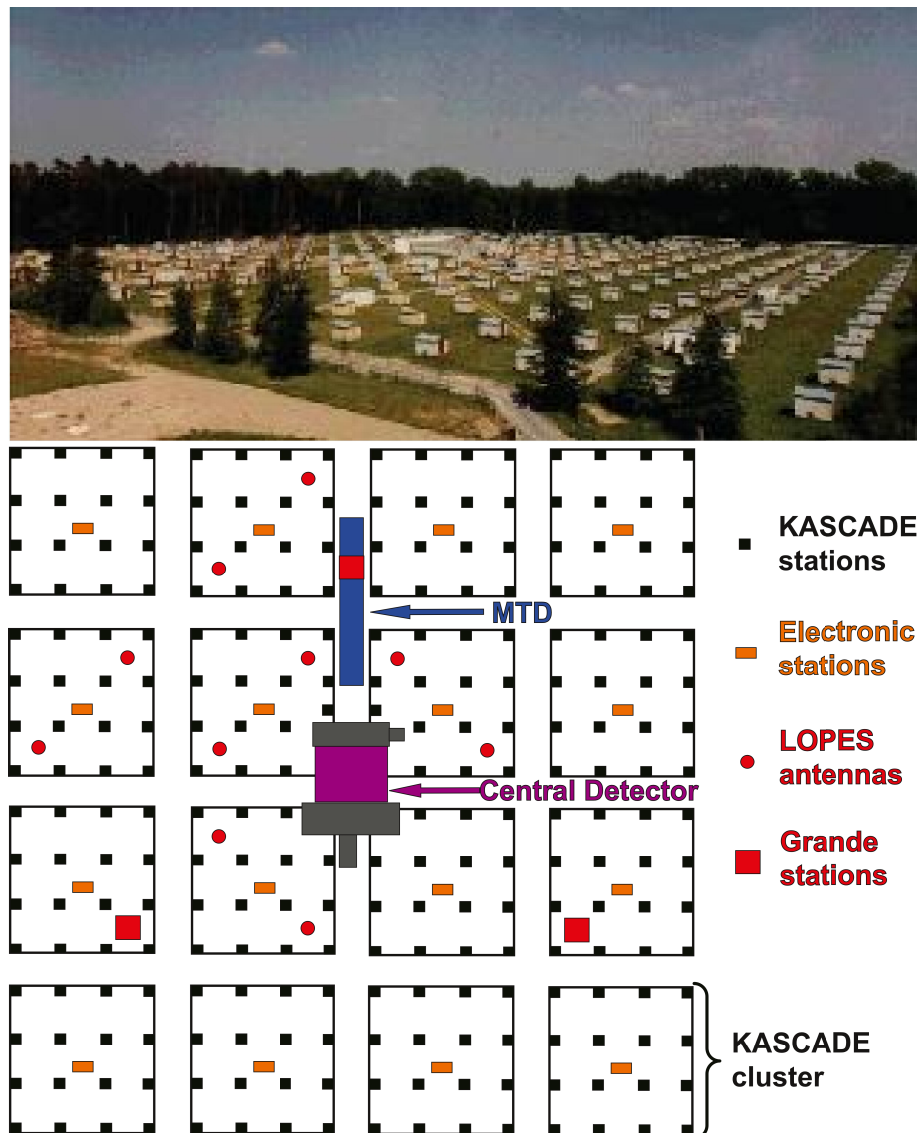 KASCADE
stations
MTD
Electronic
stations
LOPES
antennas
Central Detector
Grande
stations
KASCADE
cluster